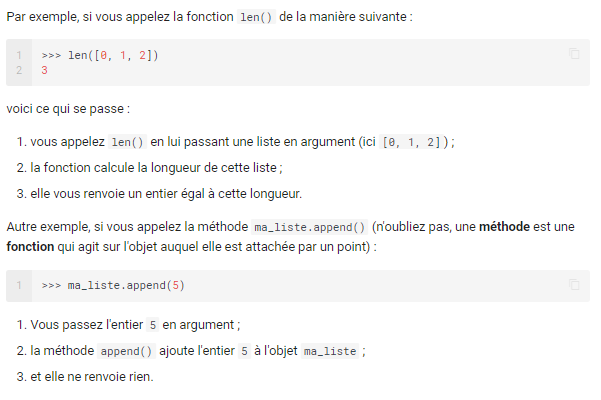 Par exemple, si vous appelez la fonction len() de la manière suivante :
1 >>> len([0, 1, 2])
2 3
voici ce qui se passe :
1. vous appelez len() en lui passant une liste en argument (ici [0, 1, 2] ) ;
2. la fonction calcule la longueur de cette liste ;
3. elle vous renvoie un entier égal à cette longueur.
Autre exemple, si vous appelez la méthode ma_liste.append() (n'oubliez pas, une méthode est une
fonction qui agit sur l'objet auquel elle est attachée par un point) :
1 >>> ma_liste.append(5)
1. Vous passez l'entier 5 en argument ;
2. la méthode append() ajoute l'entier 5 à l'objet ma_liste ;
3. et elle ne renvoie rien.